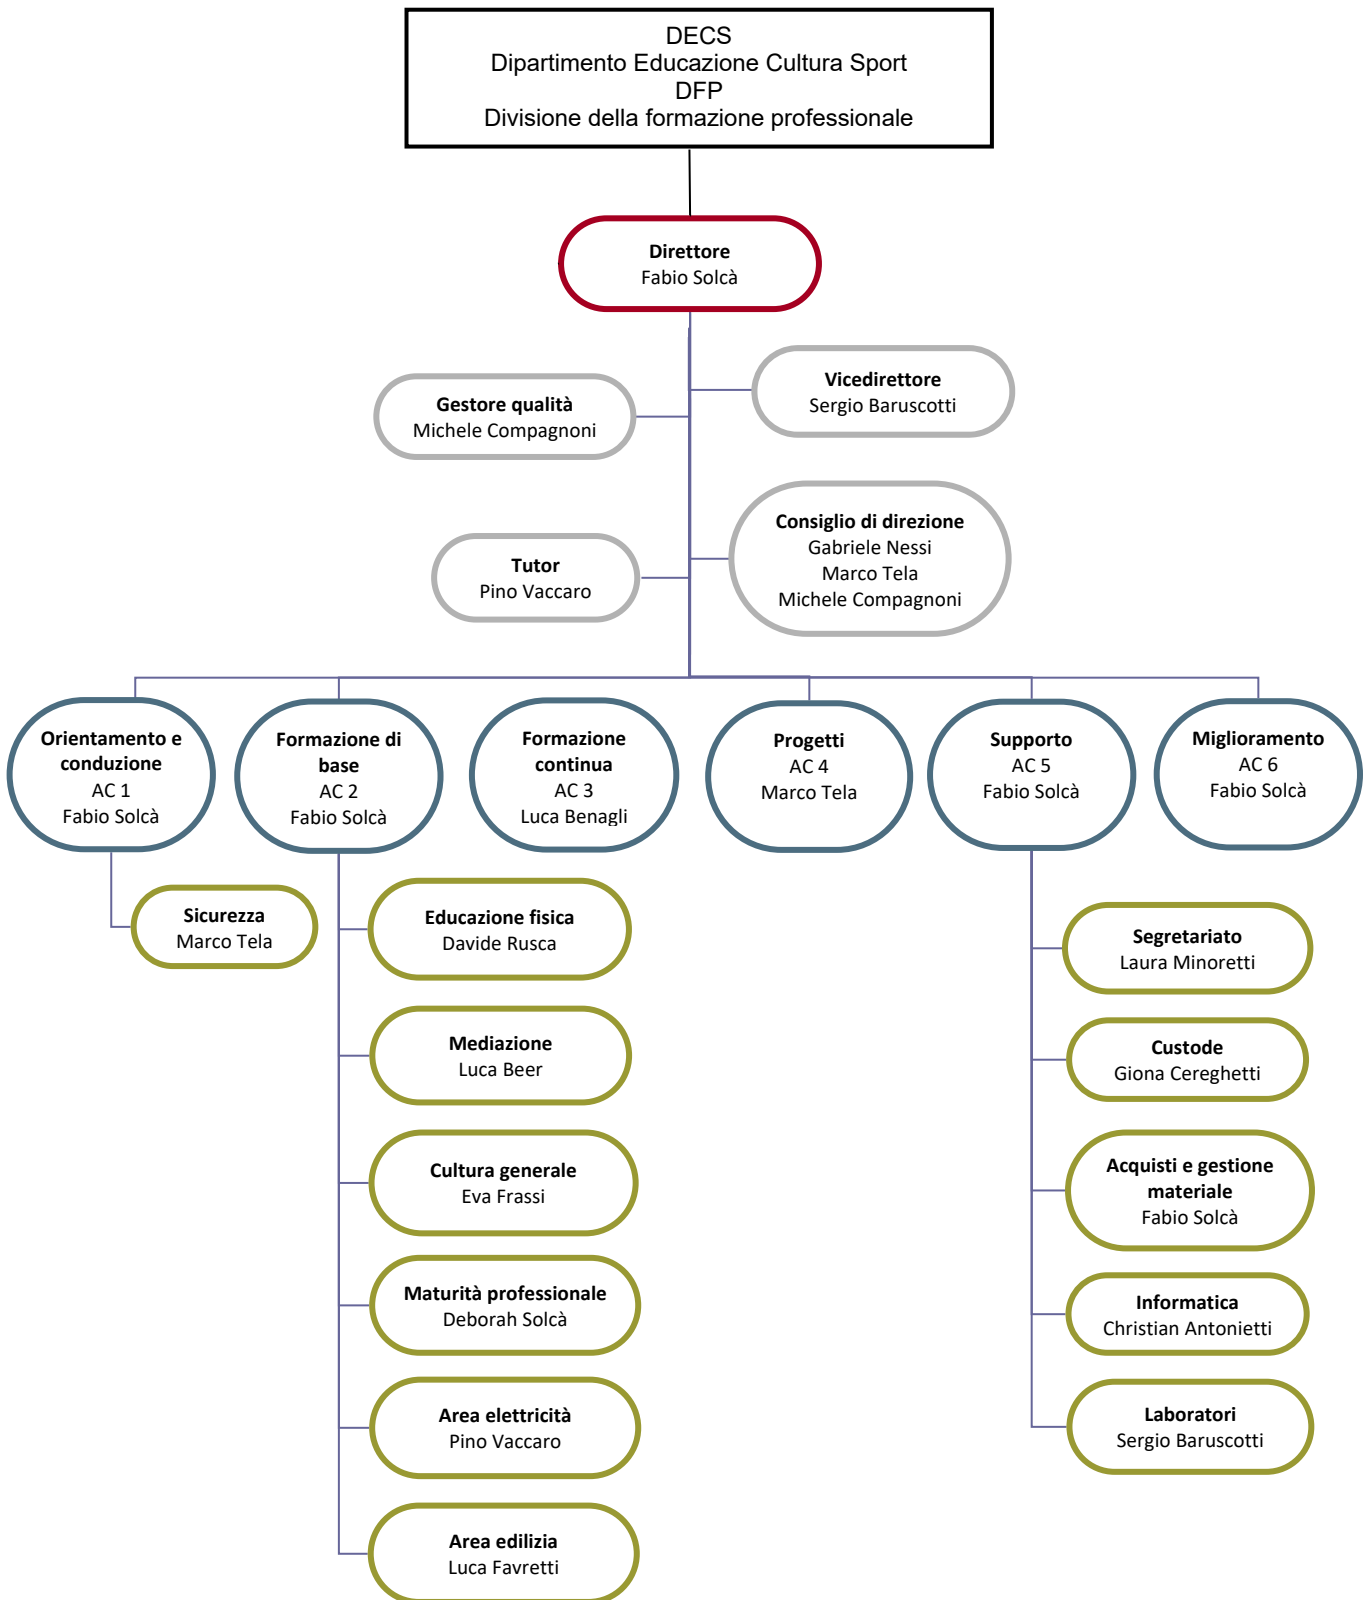 DECS
Dipartimento Educazione Cultura Sport
DFP
Divisione della formazione professionale
Direttore
Fabio Solcà
Vicedirettore
Sergio Baruscotti
Gestore qualità
Michele Compagnoni
Consiglio di direzione
Gabriele Nessi
Marco Tela
Michele Compagnoni
Tutor
Pino Vaccaro
Orientamento e
conduzione
AC 1
Fabio Solcà
Formazione di
base
AC 2
Fabio Solcà
Formazione
continua
AC 3
Luca Benagli
Progetti
AC 4
Marco Tela
Supporto
AC 5
Fabio Solcà
Miglioramento
AC 6
Fabio Solcà
Sicurezza
Marco Tela
Educazione fisica
Davide Rusca
Mediazione
Luca Beer
Cultura generale
Eva Frassi
Maturità professionale
Deborah Solcà
Area elettricità
Pino Vaccaro
Area edilizia
Luca Favretti
Segretariato
Laura Minoretti
Custode
Giona Cereghetti
Acquisti e gestione
materiale
Fabio Solcà
Informatica
Christian Antonietti
Laboratori
Sergio Baruscotti